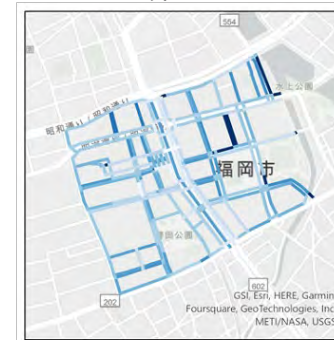 554
園
水上公園
昭和通り / 昭和通り
福岡市
公園
602
202
GSI, Esri, HERE, Garmin
Foursquare, GeoTechnologies, Inc
METI/NASA, USGS